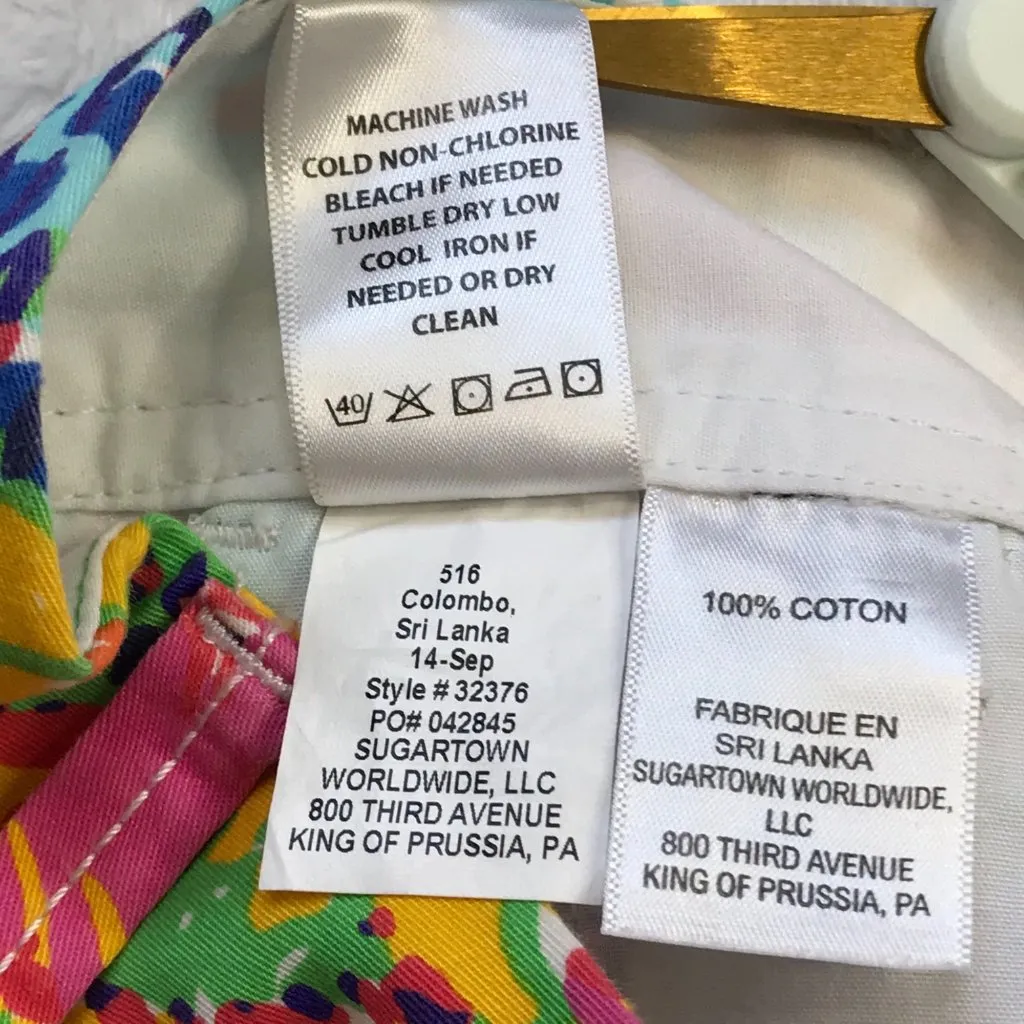 MACHINE WASH
COLD NON-CHLORINE
BLEACH IF NEEDED
TUMBLE DRY LOW
COOL IRON IF
NEEDED OR DRY
CLEAN
40
516
Colombo,
Sri Lanka
14-Sep
Style # 32376
PO# 042845
SUGARTOWN
WORLDWIDE, LLC
800 THIRD AVENUE
KING OF PRUSSIA, PA
100% COTON
FABRIQUE EN
SRI LANKA
SUGARTOWN WORLDWIDE,
LLC
800 THIRD AVENUE
KING OF PRUSSIA, PA